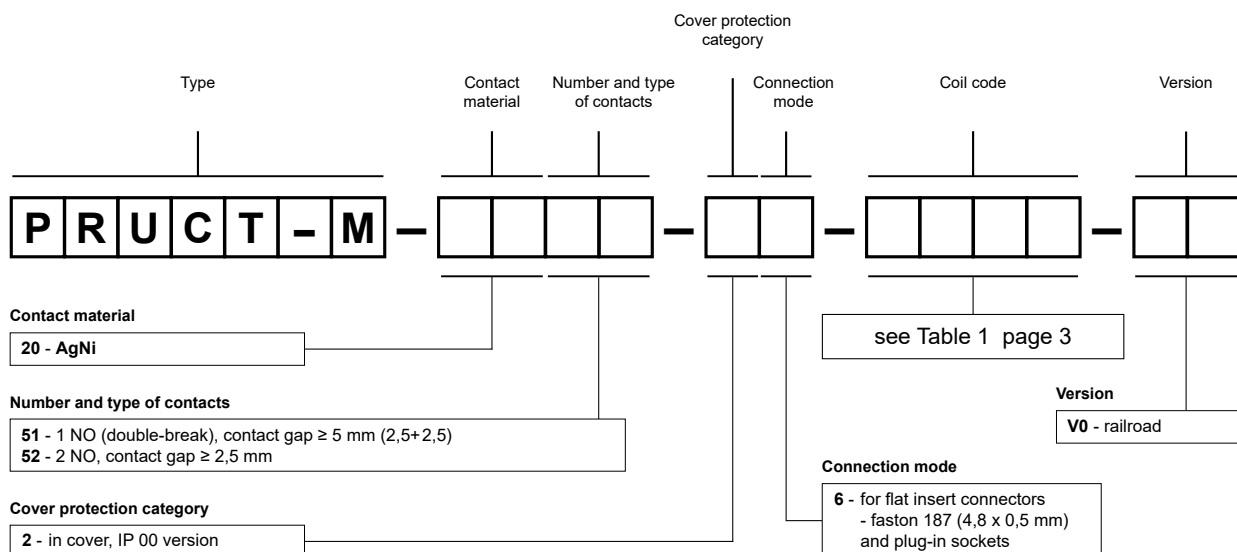 Cover protection
category
Type
Contact
material
Number and type
of contacts
Connection
mode
Coil code
Version
PRUCT-M – – – –
Contact material
20 - AgNi
see Table 1 page 3
Number and type of contacts
51 - 1 NO (double-break), contact gap ≥ 5 mm (2,5+2,5)
52 - 2 NO, contact gap ≥ 2,5 mm
Version
V0 - railroad
Connection mode
6 - for flat insert connectors
- faston 187 (4,8 x 0,5 mm)
and plug-in sockets
Cover protection category
2 - in cover, IP 00 version